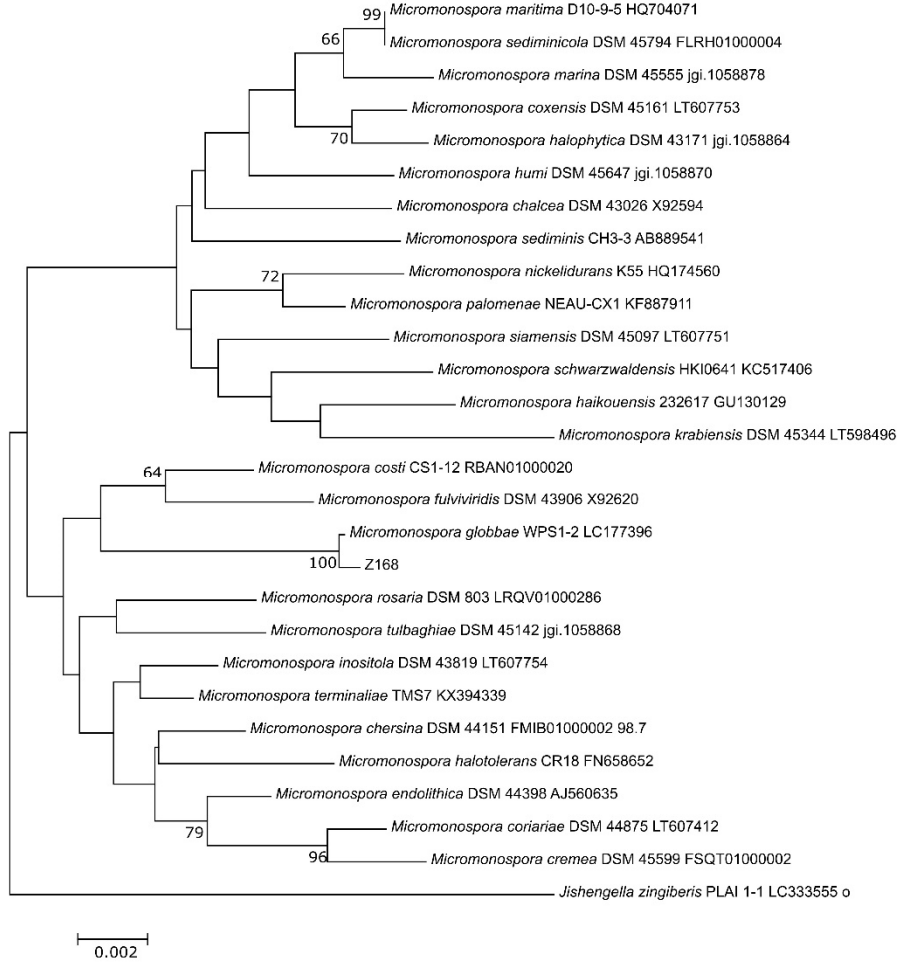 99
Micromonospora maritima D10-9-5 HQ704071
66
Micromonospora sediminicola DSM 45794 FLRH01000004
Micromonospora marina DSM 45555 jgi.1058878
Micromonospora coxensis DSM 45161 LT607753
70
Micromonospora halophytica DSM 43171 jgi.1058864
Micromonospora humi DSM 45647 jgi.1058870
Micromonospora chalcea DSM 43026 X92594
Micromonospora sediminis CH3-3 AB889541
72
Micromonospora nickelidurans K55 HQ174560
Micromonospora palomenae NEAU-CX1 KF887911
Micromonospora siamensis DSM 45097 LT607751
Micromonospora schwarzwaldensis HKI0641 KC517406
Micromonospora haikouensis 232617 GU130129
Micromonospora krabiensis DSM 45344 LT598496
64
Micromonospora costi CS1-12 RBAN01000020
Micromonospora fulviviridis DSM 43906 X92620
Micromonospora globbae WPS1-2 LC177396
100
Z168
Micromonospora rosaria DSM 803 LRQV01000286
Micromonospora tulbaghiae DSM 45142 jgi.1058868
Micromonospora inositola DSM 43819 LT607754
Micromonospora terminaliae TMS7 KX394339
Micromonospora chersina DSM 44151 FMIB01000002 98.7
Micromonospora halotolerans CR18 FN658652
Micromonospora endolithica DSM 44398 AJ560635
79
Micromonospora coriariae DSM 44875 LT607412
96
Micromonospora cremea DSM 45599 FSQT01000002
Jishengella zingiberis PLAI 1-1 LC333555 o
0.002